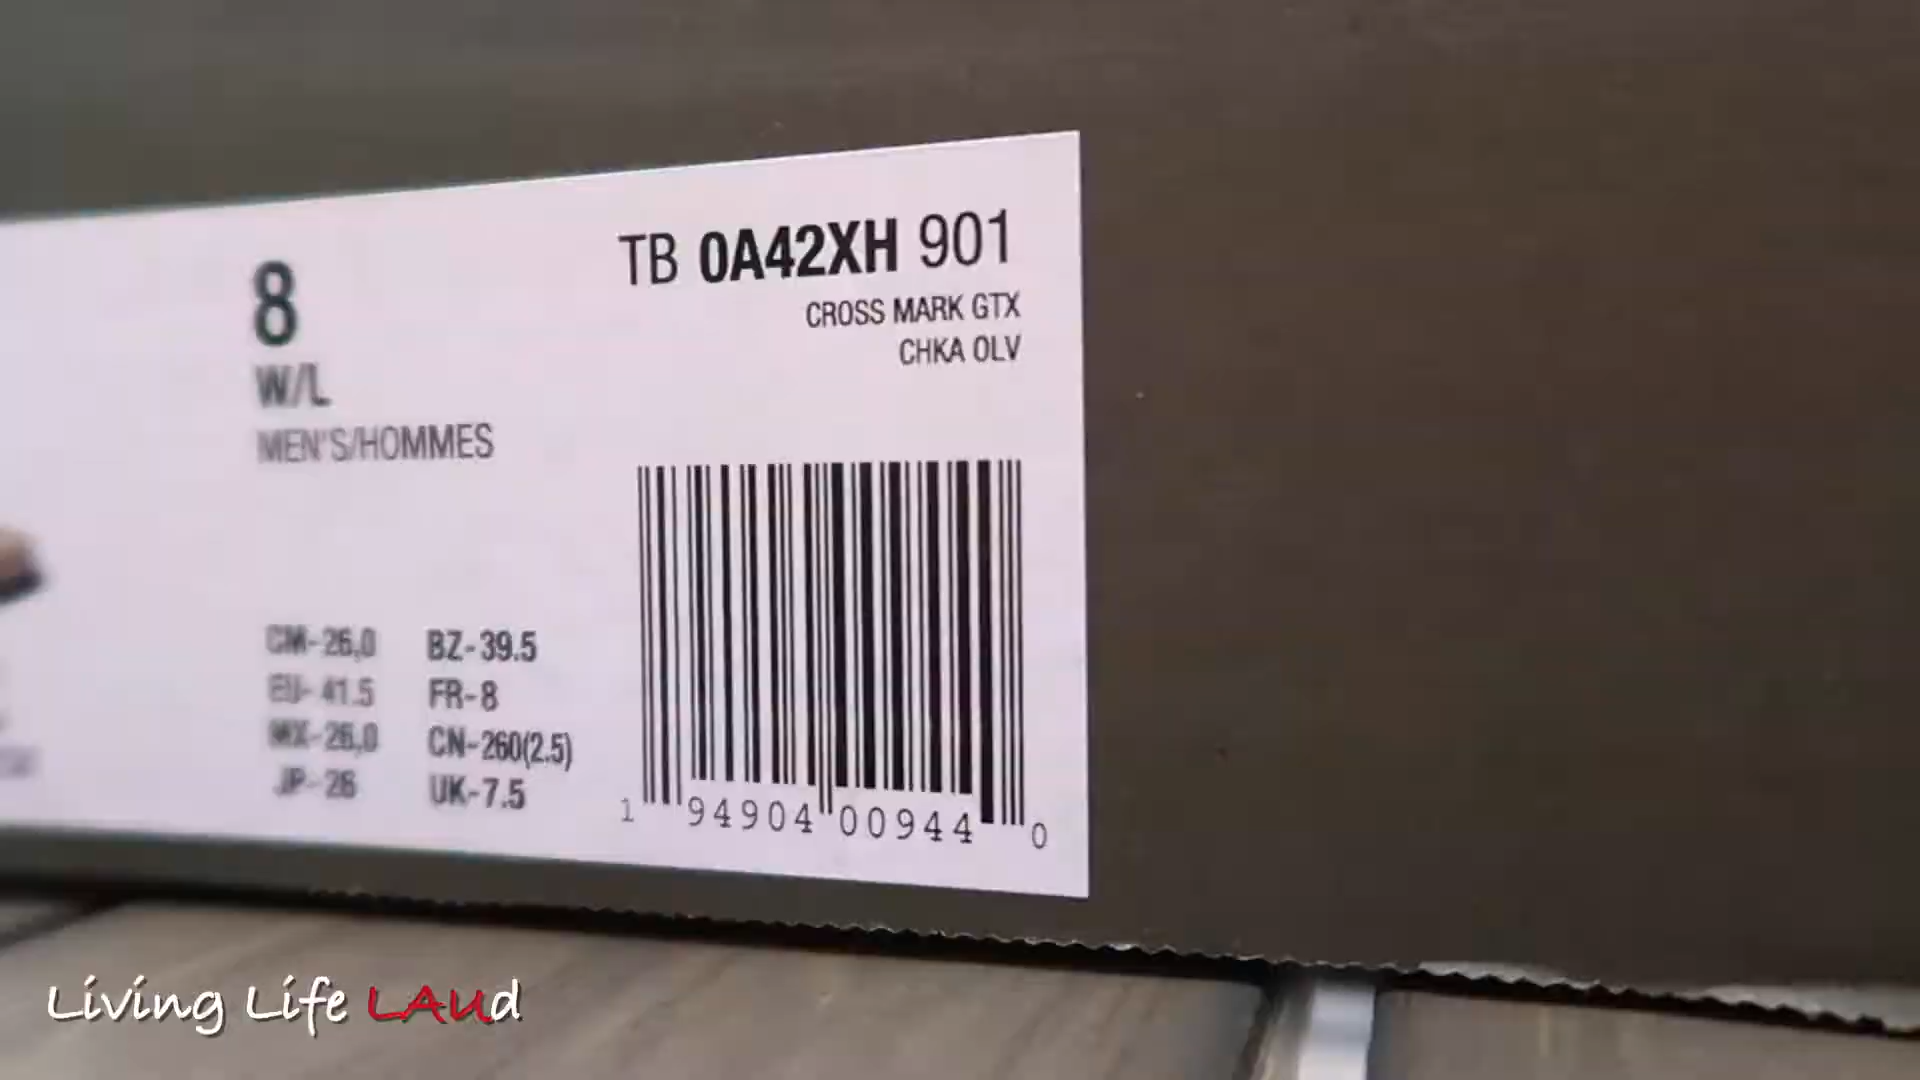 8
W/L
MEN'S/HOMMES
TB 0A42XH 901
CROSS MARK GTX
CHKA OLV
CM-26,0 BZ-39.5
EU-41.5 FR-8
MX-26,0 CN-260(2.5)
JP-26 UK-7.5
1 94904 00944 0
Living Life LAUd